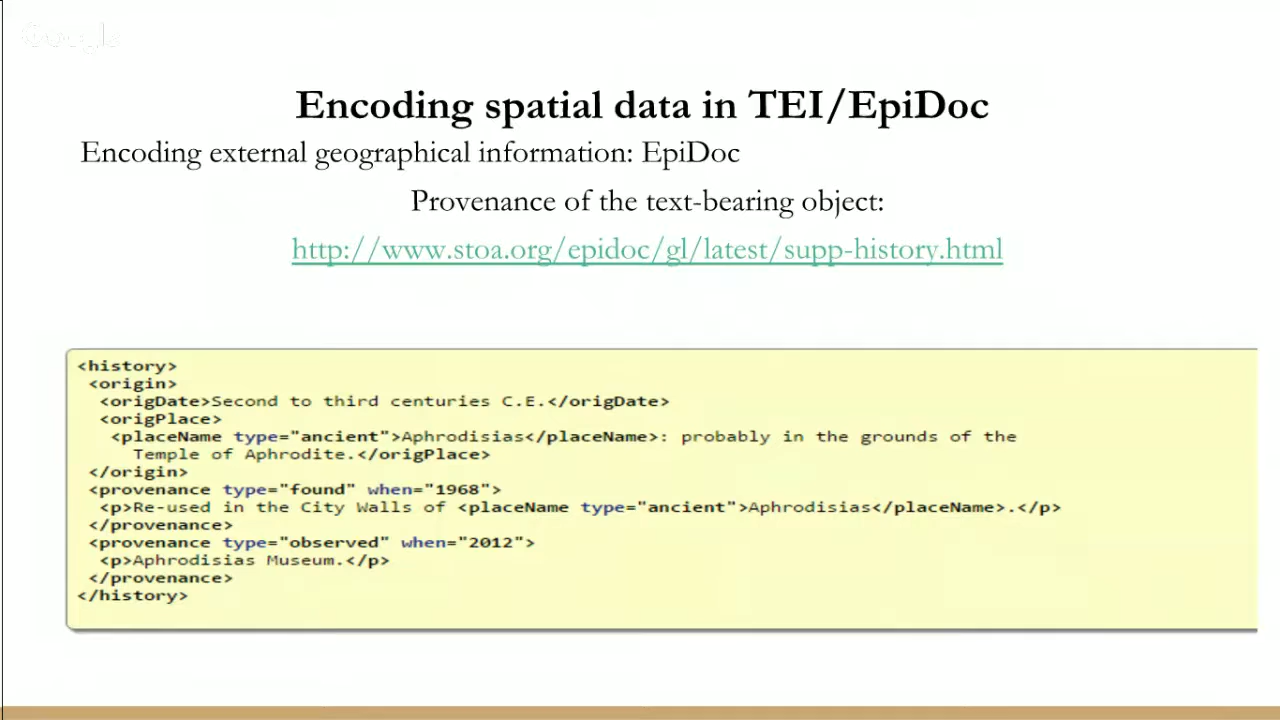 Google
Encoding spatial data in TEI/EpiDoc
Encoding external geographical information: EpiDoc
Provenance of the text-bearing object:
http://www.stoa.org/epidoc/gl/latest/supp-history.html
<history>
<origin>
<origDate>Second to third centuries C.E.</origDate>
<origPlace>
<placeName type="ancient">Aphrodisias</placeName>: probably in the grounds of the
Temple of Aphrodite.</origPlace>
</origin>
<provenance type="found" when="1968">
<p>Re-used in the City Walls of <placeName type="ancient">Aphrodisias</placeName>.</p>
</provenance>
<provenance type="observed" when="2012">
<p>Aphrodisias Museum.</p>
</provenance>
</history>